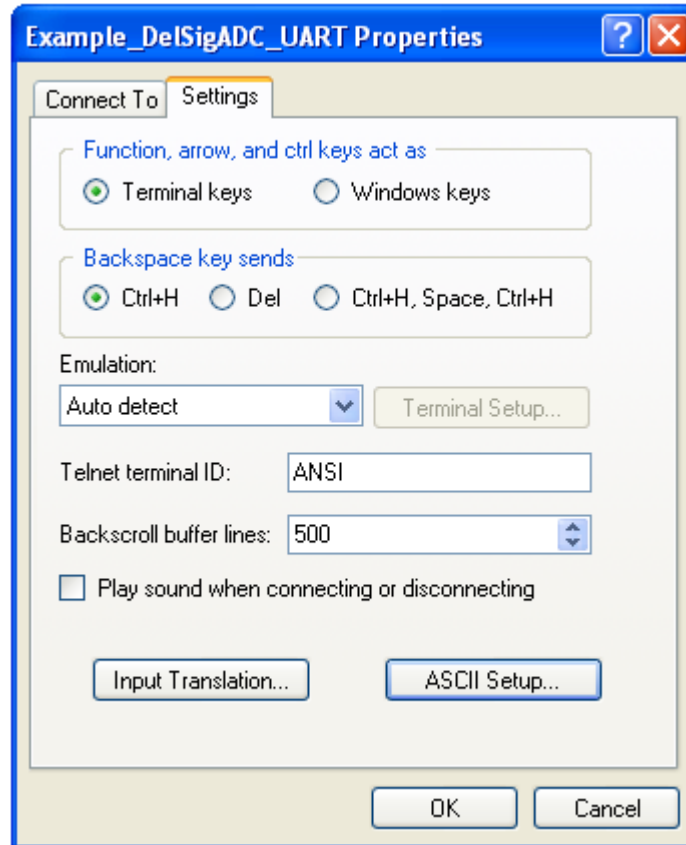 Example_DelSigADC_UART Properties
Connect To Settings
Function, arrow, and ctrl keys act as
Terminal keys Windows keys
Backspace key sends
Ctrl+H Del Ctrl+H, Space, Ctrl+H
Emulation:
Auto detect Terminal Setup...
Telnet terminal ID: ANSI
Backscroll buffer lines: 500
Play sound when connecting or disconnecting
Input Translation... ASCII Setup...
OK Cancel